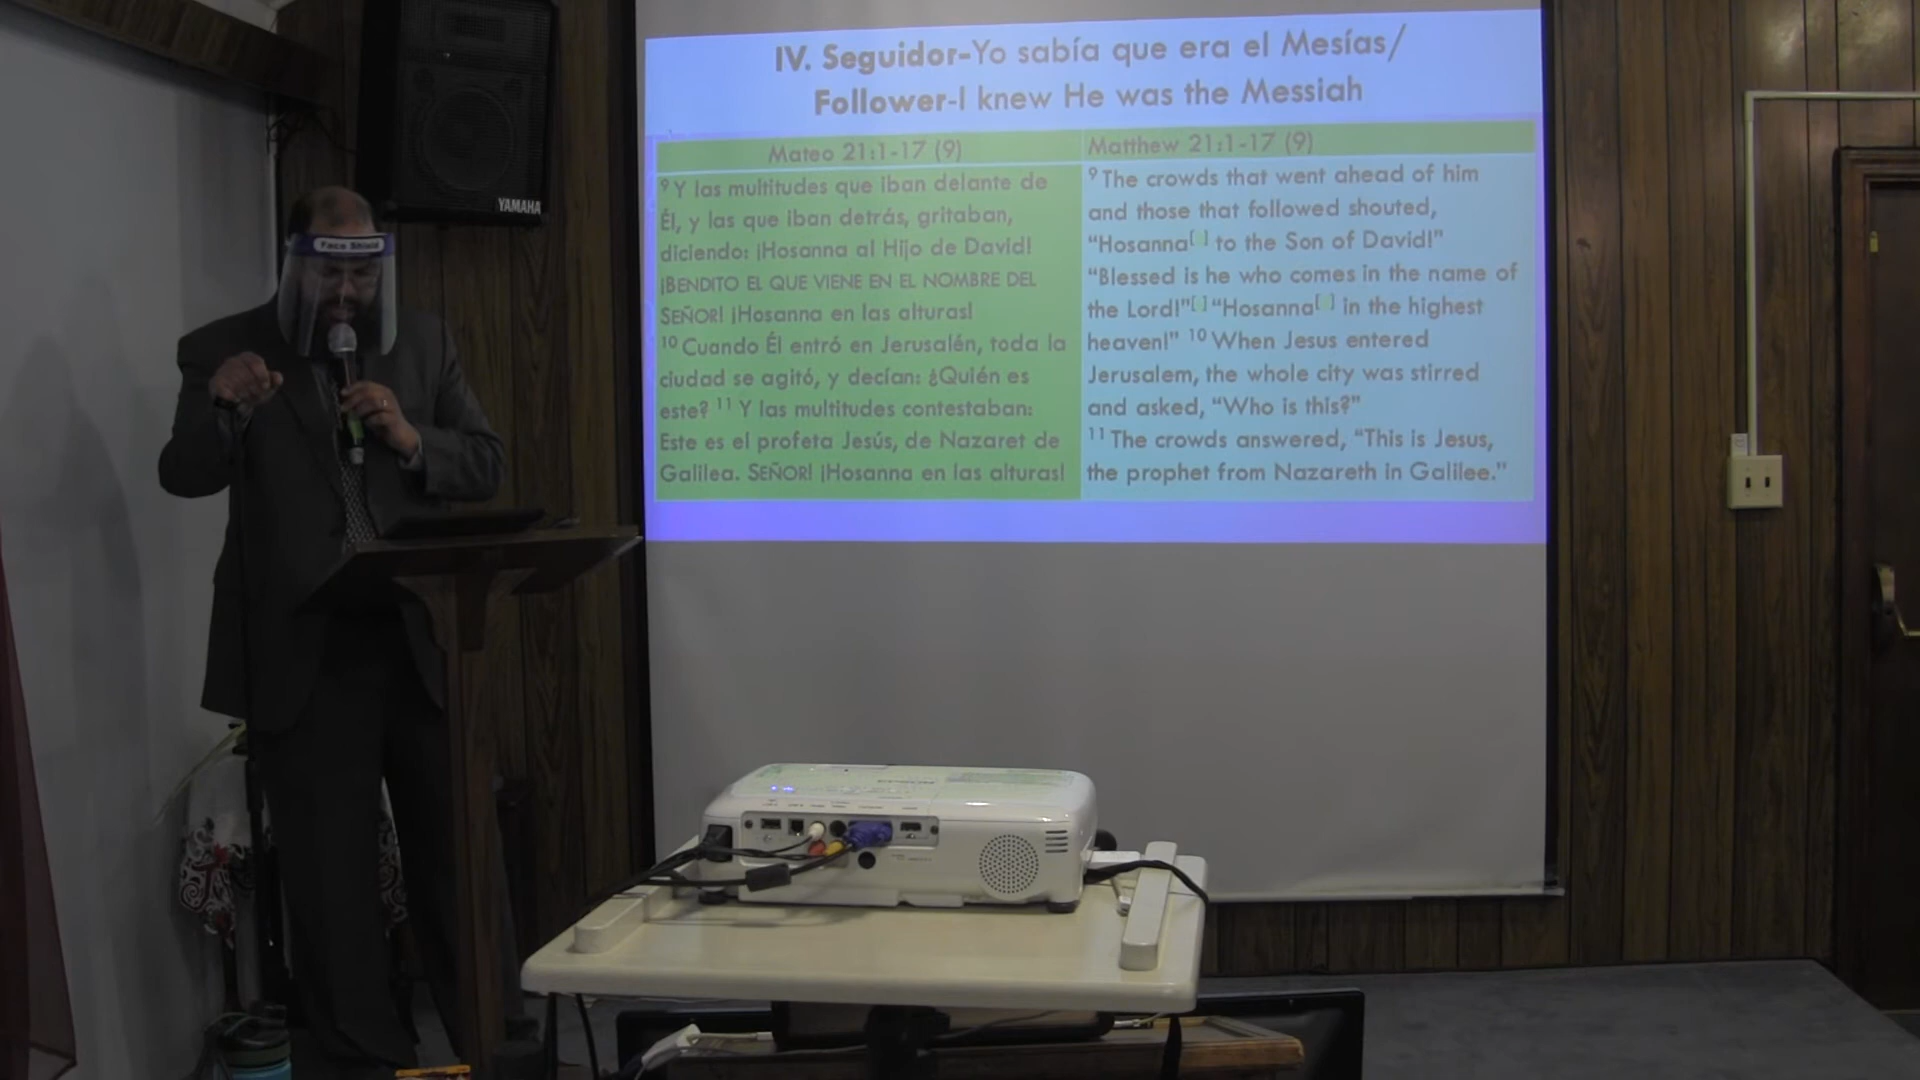 YAMAHA
Face Shield
IV. Seguidor-Yo sabía que era el Mesías/
Follower-I knew He was the Messiah
Mateo 21:1-17 (9)
9 Y las multitudes que iban delante de
Él, y las que iban detrás, gritaban,
diciendo: ¡Hosanna al Hijo de David!
¡BENDITO EL QUE VIENE EN EL NOMBRE DEL
SEÑOR! ¡Hosanna en las alturas!
10 Cuando Él entró en Jerusalén, toda la
ciudad se agitó, y decían: ¿Quién es
este? 11 Y las multitudes contestaban:
Este es el profeta Jesús, de Nazaret de
Galilea. SEÑOR! ¡Hosanna en las alturas!
Matthew 21:1-17 (9)
9 The crowds that went ahead of him
and those that followed shouted,
“Hosanna[ ] to the Son of David!”
“Blessed is he who comes in the name of
the Lord!”[ ] “Hosanna[ ] in the highest
heaven!” 10 When Jesus entered
Jerusalem, the whole city was stirred
and asked, “Who is this?”
11 The crowds answered, “This is Jesus,
the prophet from Nazareth in Galilee.”